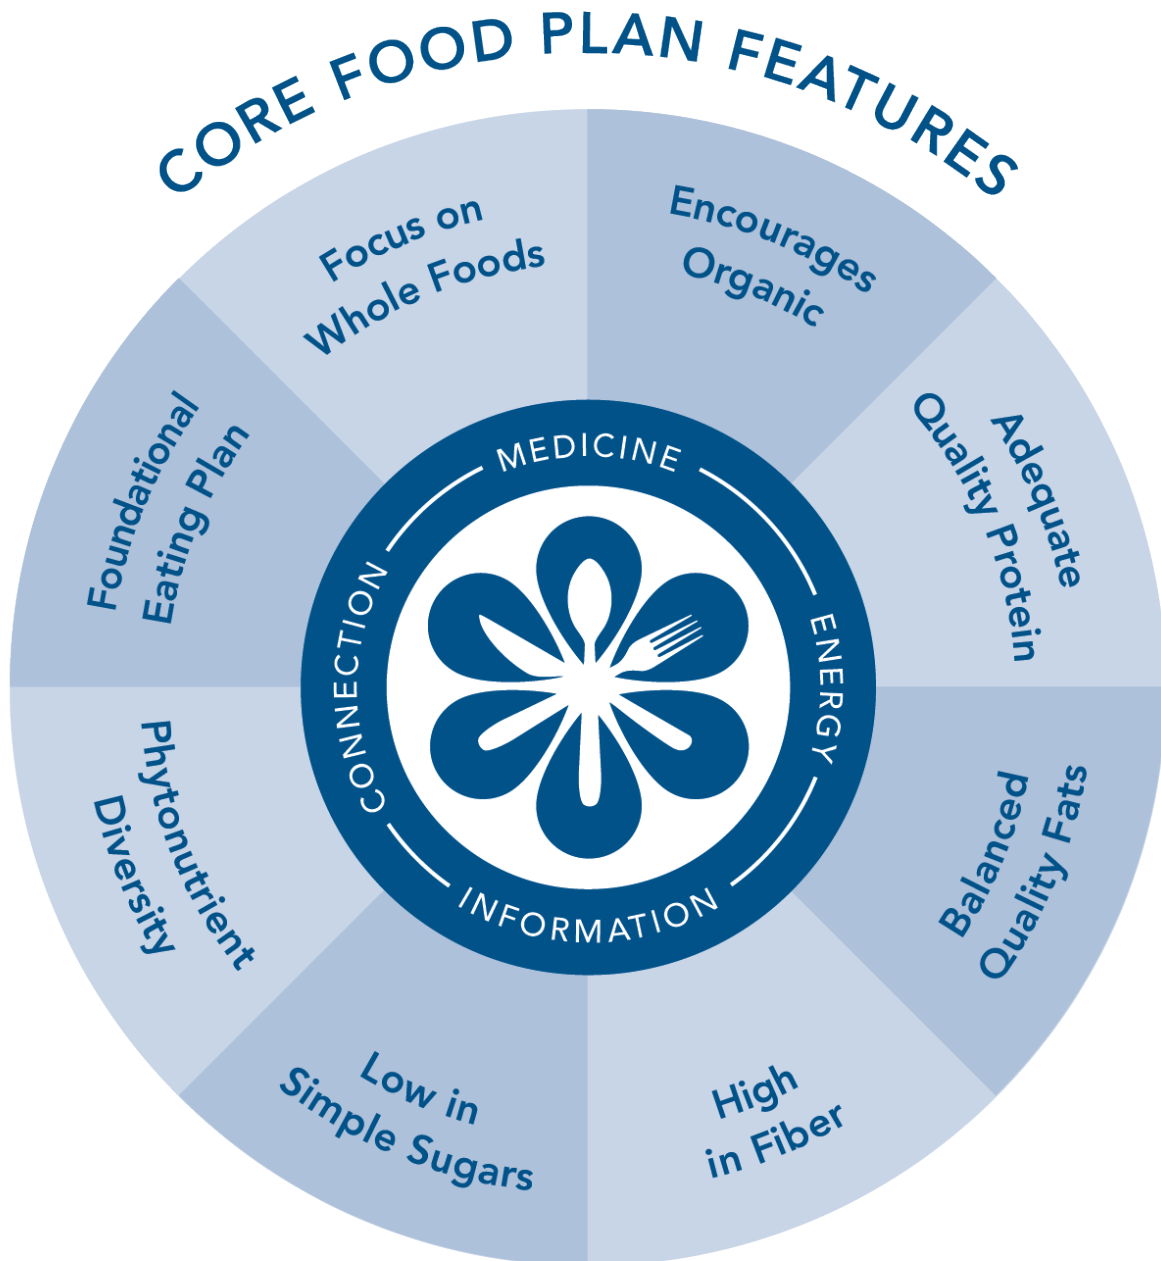 CORE FOOD PLAN FEATURES
Focus on
Whole Foods
Encourages
Organic
Adequate
Quality Protein
Balanced
Quality Fats
High
in Fiber
Low in
Simple Sugars
Phytonutrient
Diversity
Foundational
Eating Plan
MEDICINE
ENERGY
INFORMATION
CONNECTION